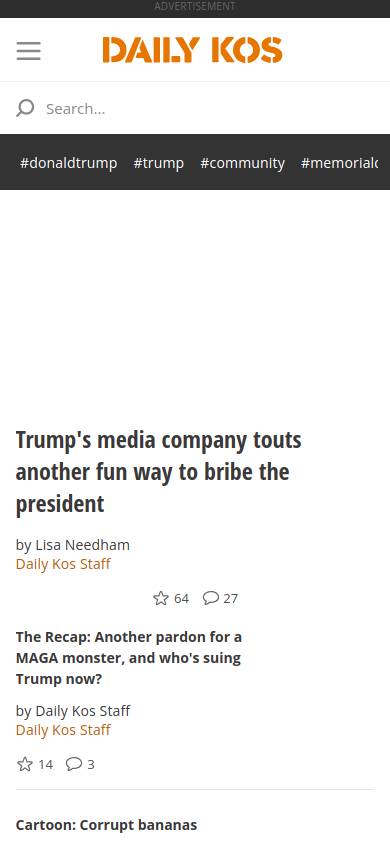 ADVERTISEMENT
DAILY KOS
Search...
#donaldtrump #trump #community
Trump's media company touts
another fun way to bribe the
president
by Lisa Needham
Daily Kos Staff
64 27
The Recap: Another pardon for a
MAGA monster, and who's suing
Trump now?
by Daily Kos Staff
Daily Kos Staff
14 3
Cartoon: Corrupt bananas